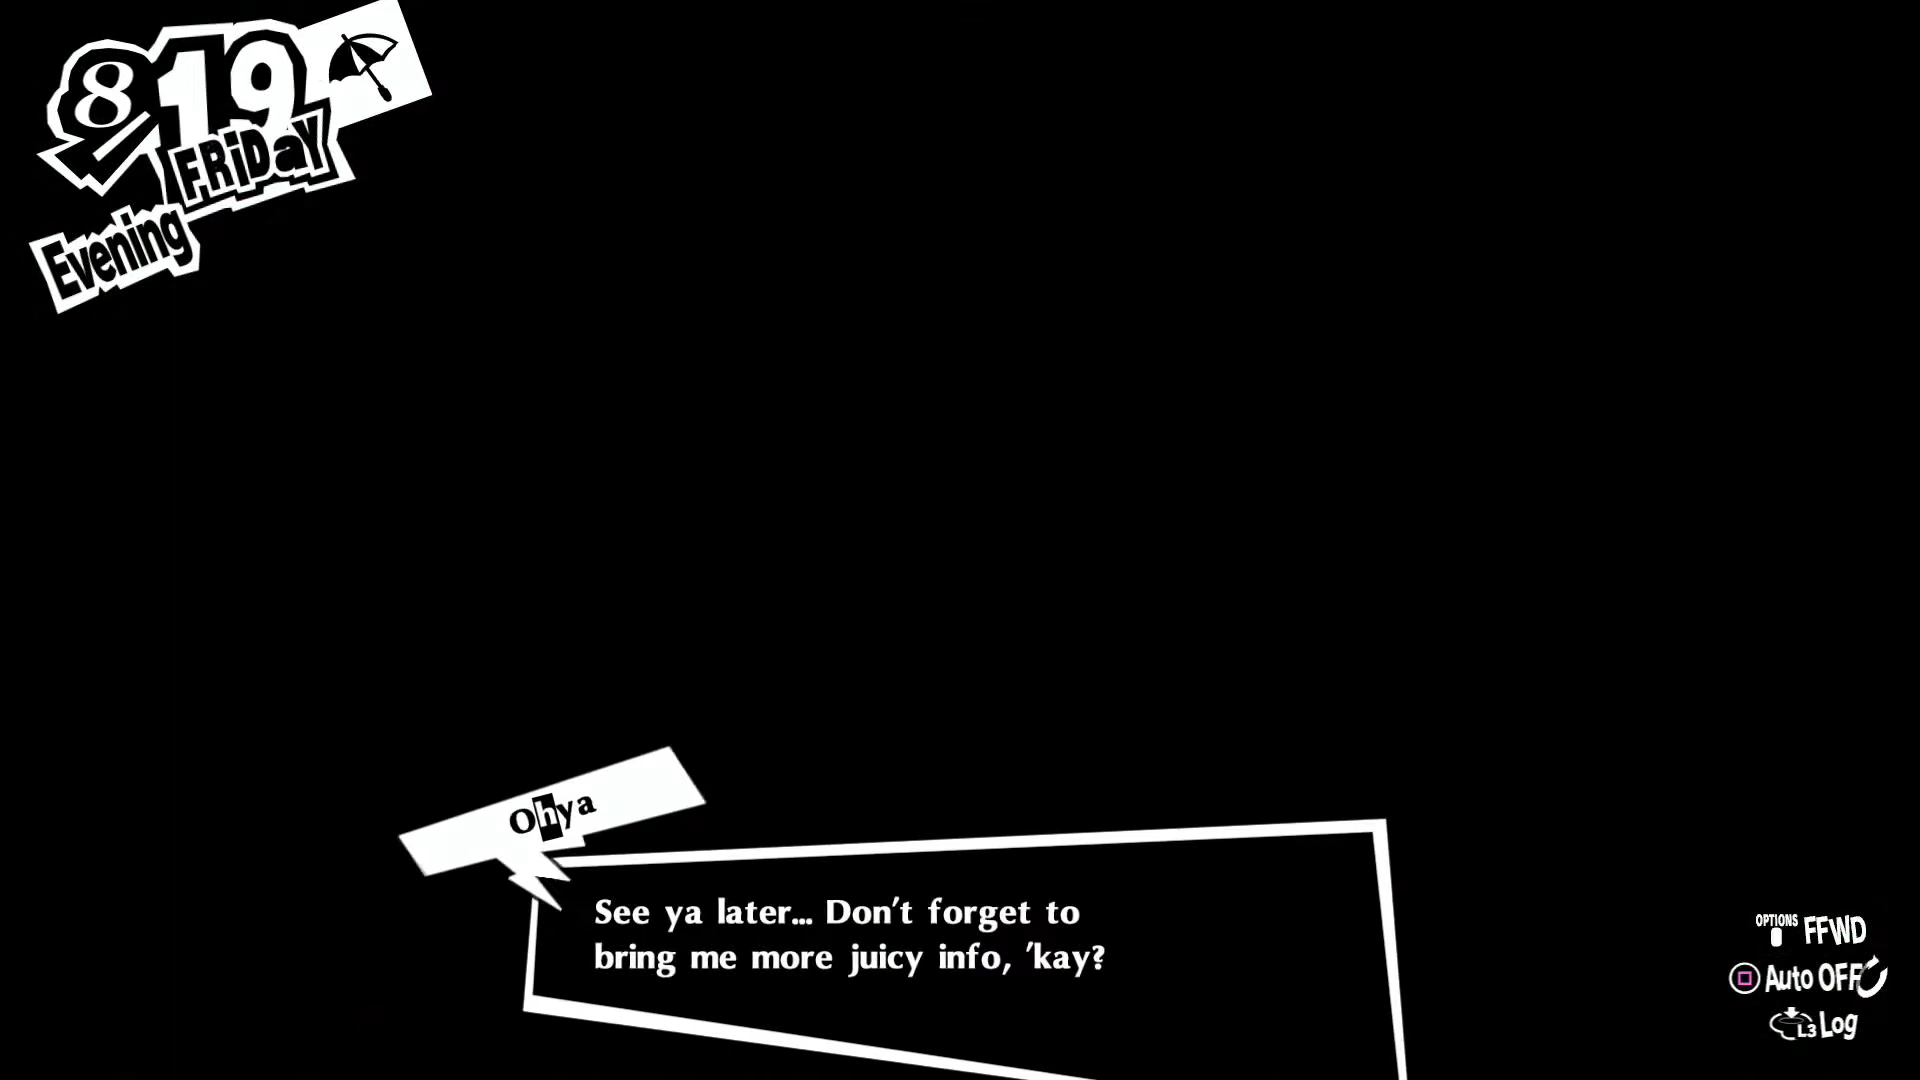 8/19
FRiDaY
Evening
Ohya
See ya later... Don't forget to
bring me more juicy info, 'kay?
OPTIONS FFWD
Auto OFF
L3 Log